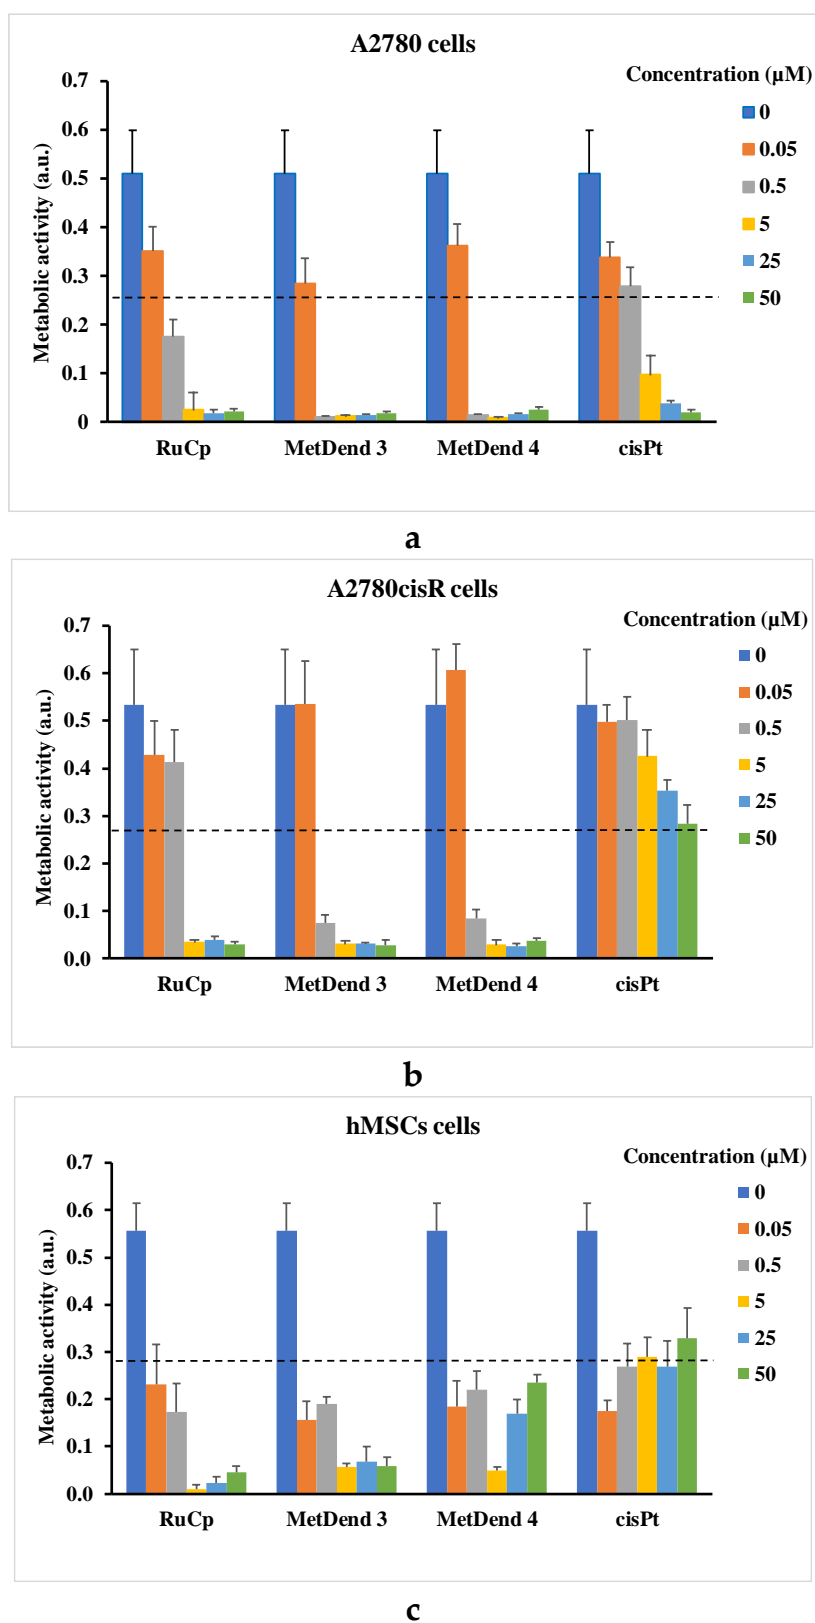 A2780 cells
Concentration (µM)
0
0.05
0.5
5
25
50
Metabolic activity (a.u.)
0.7
0.6
0.5
0.4
0.3
0.2
0.1
0
RuCp MetDend 3 MetDend 4 cisPt
a
A2780cisR cells
Concentration (µM)
0
0.05
0.5
5
25
50
Metabolic activity (a.u.)
0.7
0.6
0.5
0.4
0.3
0.2
0.1
0.0
RuCp MetDend 3 MetDend 4 cisPt
b
hMSCs cells
Concentration (µM)
0
0.05
0.5
5
25
50
Metabolic activity (a.u.)
0.7
0.6
0.5
0.4
0.3
0.2
0.1
0.0
RuCp MetDend 3 MetDend 4 cisPt
c